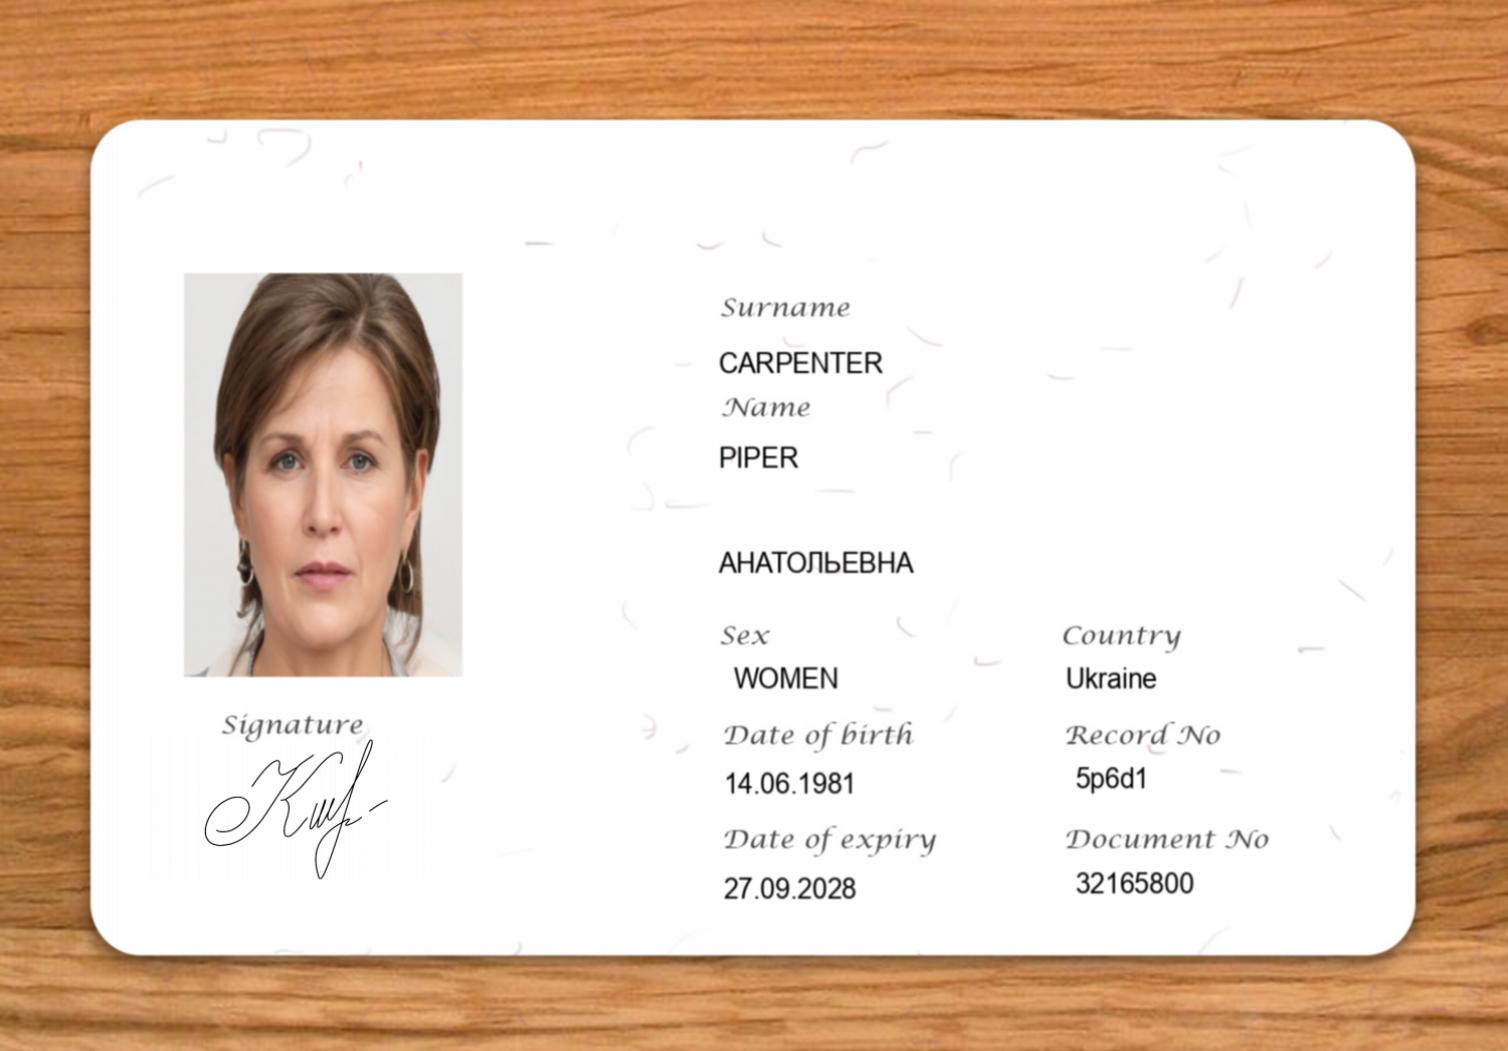 Surname
CARPENTER
Name
PIPER
АНАТОЛЬЕВНА
Sex
WOMEN
Country
Ukraine
Signature
Date of birth
14.06.1981
Record No
5p6d1
Date of expiry
27.09.2028
Document No
32165800